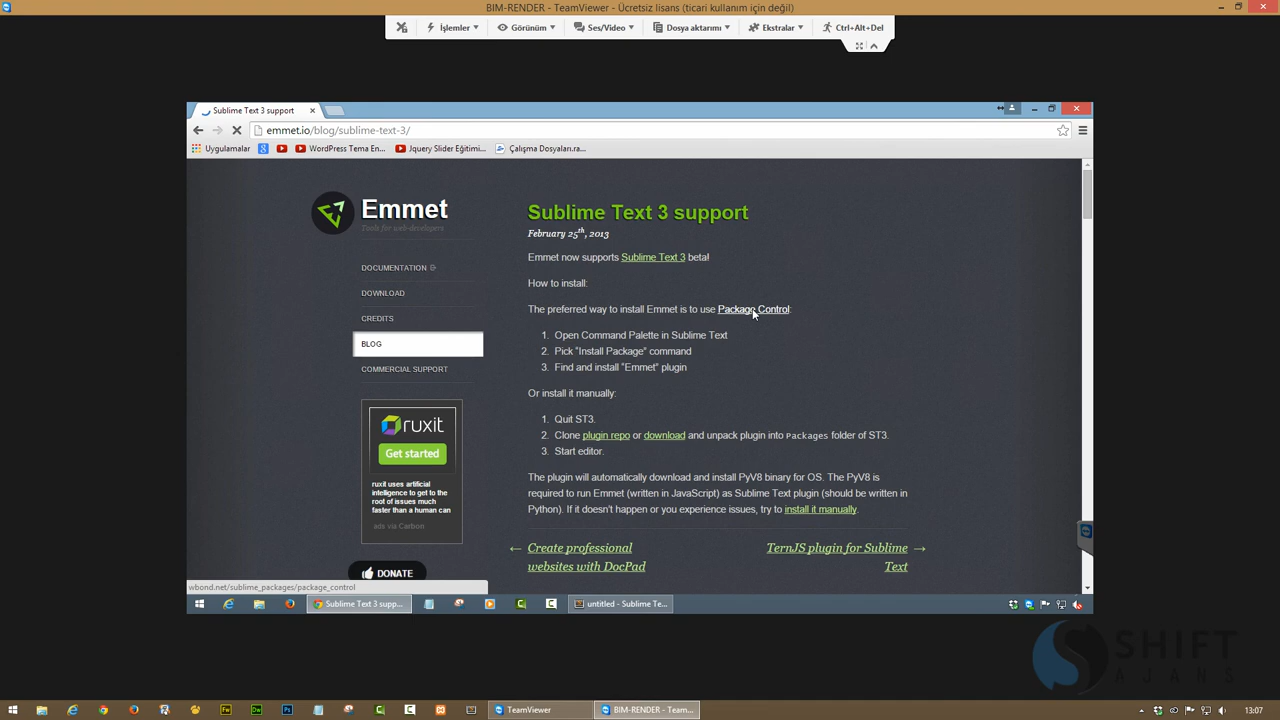 BIM-RENDER - TeamViewer - Ücretsiz lisans (ticari kullanım için değil)
İşlemler
Görünüm
Ses/Video
Dosya aktarımı
Ekstralar
Ctrl+Alt+Del
Sublime Text 3 support
emmet.io/blog/sublime-text-3/
Uygulamalar
WordPress Tema En...
Jquery Slider Eğitimi...
Çalışma Dosyaları.ra...
Emmet
Tools for web-developers
DOCUMENTATION
DOWNLOAD
CREDITS
BLOG
COMMERCIAL SUPPORT
ruxit
Get started
ruxit uses artificial
intelligence to get to the
root of issues much
faster than a human can
ads via Carbon
DONATE
Sublime Text 3 support
February 25th, 2013
Emmet now supports Sublime Text 3 beta!
How to install:
The preferred way to install Emmet is to use Package Control:
1. Open Command Palette in Sublime Text
2. Pick “Install Package” command
3. Find and install “Emmet” plugin
Or install it manually:
1. Quit ST3.
2. Clone plugin repo or download and unpack plugin into Packages folder of ST3.
3. Start editor.
The plugin will automatically download and install PyV8 binary for OS. The PyV8 is
required to run Emmet (written in JavaScript) as Sublime Text plugin (should be written in
Python). If it doesn’t happen or you experience issues, try to install it manually.
← Create professional
websites with DocPad
TernJS plugin for Sublime →
Text
wbond.net/sublime_packages/package_control
Sublime Text 3 supp...
untitled - Sublime Te...
SHIFT
AJANS
TeamViewer
BIM-RENDER - Team...
13:07